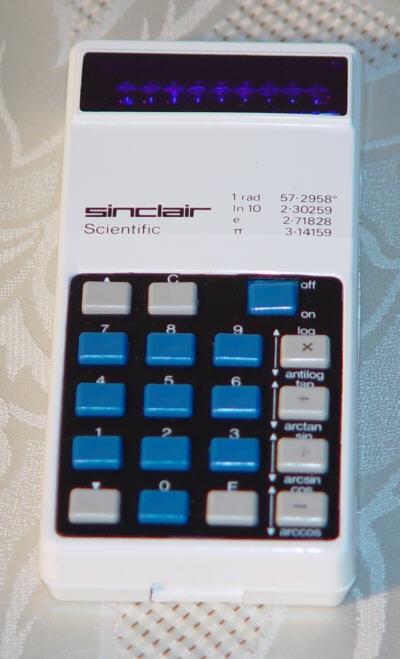 1 rad 57·2958°
sinclair ln 10 2·30259
e 2·71828
Scientific π 3·14159
▲ C off
on
7 8 9 log
×
antilog
4 5 6 tan
÷
arctan
1 2 3 sin
+
arcsin
▼ 0 E cos
−
arccos